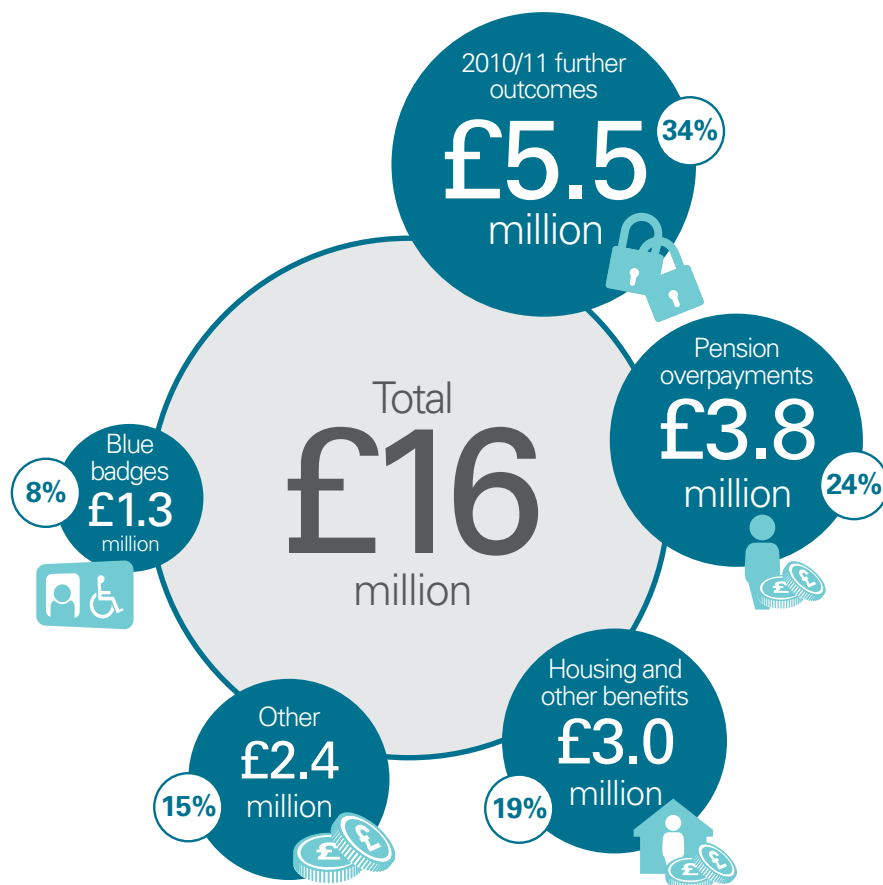 2010/11 further
outcomes
£5.5
million
34%
Pension
overpayments
£3.8
million
24%
Total
£16
million
Blue
badges
£1.3
million
8%
Housing and
other benefits
£3.0
million
19%
Other
£2.4
million
15%
£
£
£
£
£
£